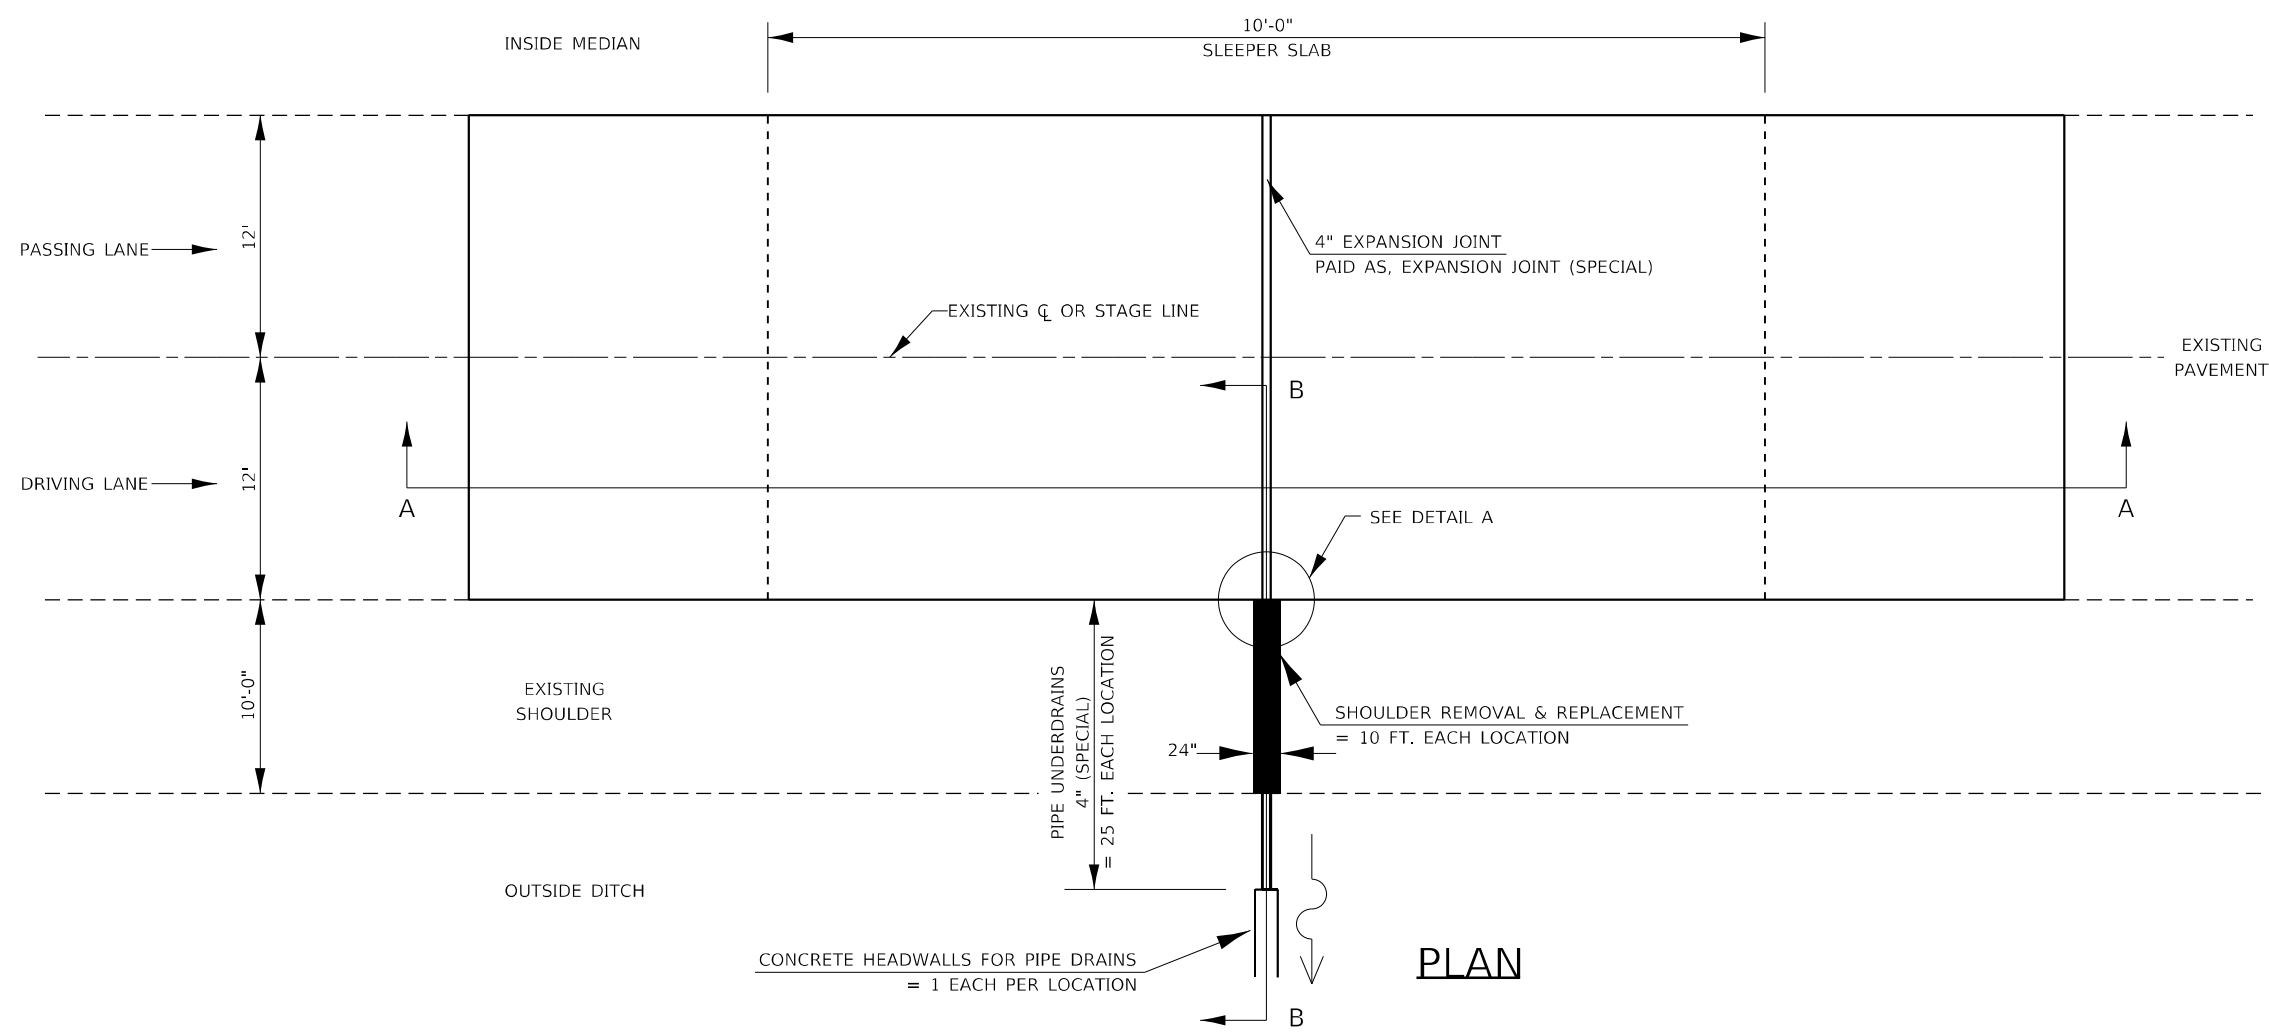 INSIDE MEDIAN
10'-0"
SLEEPER SLAB
PASSING LANE
12'
4" EXPANSION JOINT
PAID AS, EXPANSION JOINT (SPECIAL)
EXISTING ℄ OR STAGE LINE
EXISTING
PAVEMENT
B
DRIVING LANE
12'
A
A
SEE DETAIL A
10'-0"
EXISTING
SHOULDER
PIPE UNDERDRAINS
4" (SPECIAL)
= 25 FT. EACH LOCATION
24"
SHOULDER REMOVAL & REPLACEMENT
= 10 FT. EACH LOCATION
OUTSIDE DITCH
CONCRETE HEADWALLS FOR PIPE DRAINS
= 1 EACH PER LOCATION
PLAN
B